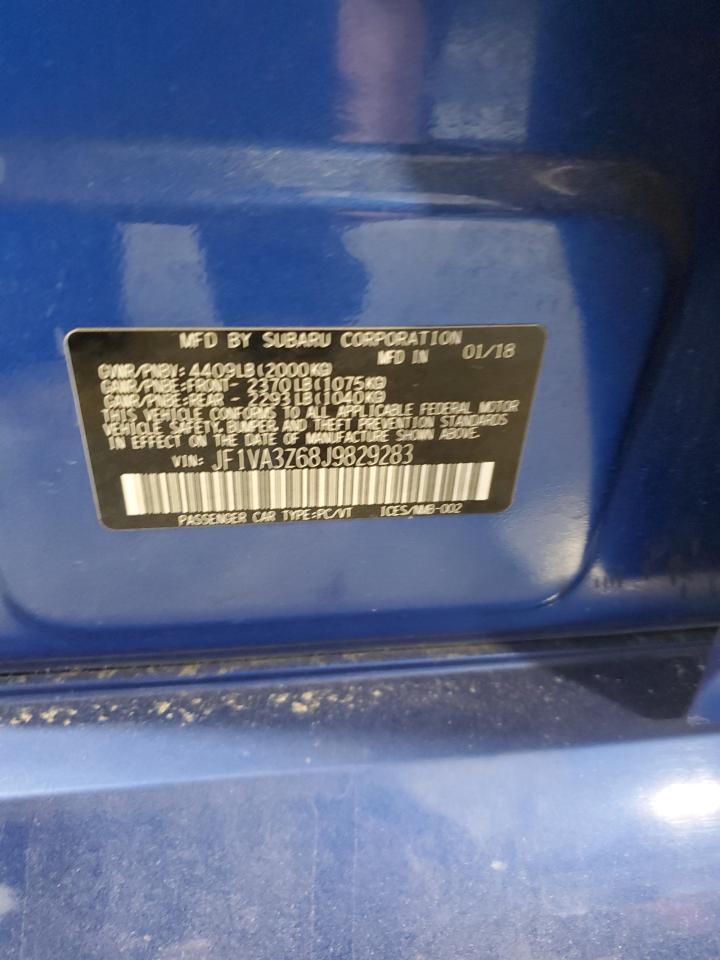 MFD BY SUBARU CORPORATION
MFD IN 01/18
GVWR/PNBV: 4409LB(2000KG)
GAWR/PNBE:FRONT- 2370LB(1075KG)
GAWR/PNBE:REAR - 2293LB(1040KG)
THIS VEHICLE CONFORMS TO ALL APPLICABLE FEDERAL MOTOR
VEHICLE SAFETY, BUMPER, AND THEFT PREVENTION STANDARDS
IN EFFECT ON THE DATE OF MANUFACTURE SHOWN ABOVE.
VIN: JF1VA3Z68J9829283
PASSENGER CAR TYPE:PC/VT ICES/NMB-002